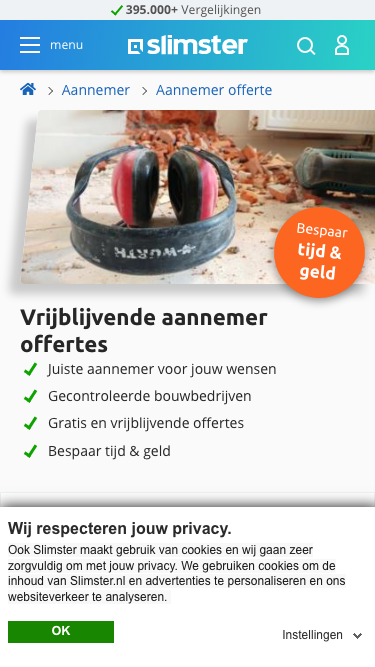 395.000+ Vergelijkingen
menu
slimster
Aannemer
Aannemer offerte
WÜRTH
Bespaar
tijd &
geld
Vrijblijvende aannemer
offertes
Juiste aannemer voor jouw wensen
Gecontroleerde bouwbedrijven
Gratis en vrijblijvende offertes
Bespaar tijd & geld
Wij respecteren jouw privacy.
Ook Slimster maakt gebruik van cookies en wij gaan zeer
zorgvuldig om met jouw privacy. We gebruiken cookies om de
inhoud van Slimster.nl en advertenties te personaliseren en ons
websiteverkeer te analyseren.
OK
Instellingen